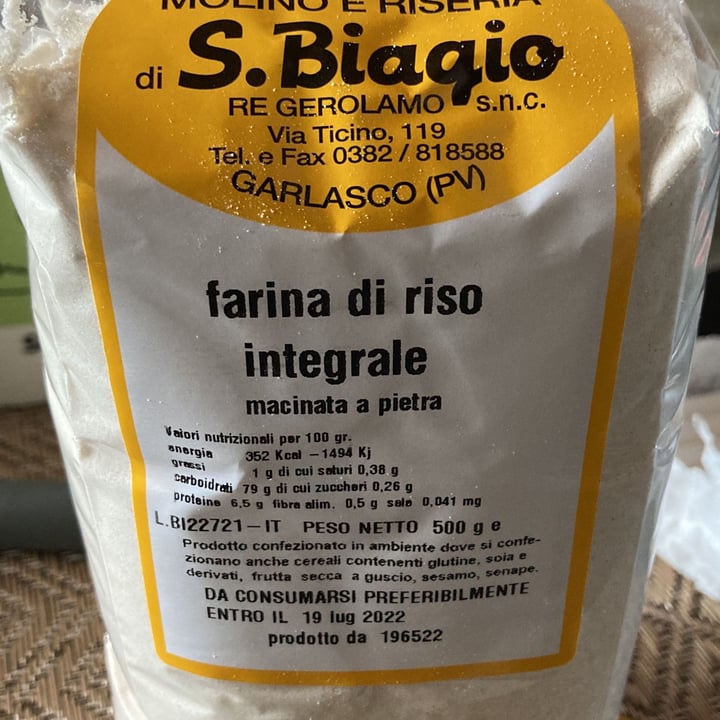 MOLINO E RISERIA
di S.Biagio
RE GEROLAMO s.n.c.
Via Ticino, 119
Tel. e Fax 0382 / 818588
GARLASCO (PV)
farina di riso
integrale
macinata a pietra
Valori nutrizionali per 100 gr.
energia 352 Kcal – 1494 Kj
grassi 1 g di cui saturi 0,38 g
carboidrati 79 g di cui zuccheri 0,26 g
proteine 6,5 g fibra alim. 0,5 g sale 0,041 mg
L.BI22721 – IT PESO NETTO 500 g e
Prodotto confezionato in ambiente dove si confe-
zionano anche cereali contenenti glutine, soia e
derivati, frutta secca a guscio, sesamo, senape.
DA CONSUMARSI PREFERIBILMENTE
ENTRO IL 19 lug 2022
prodotto da 196522